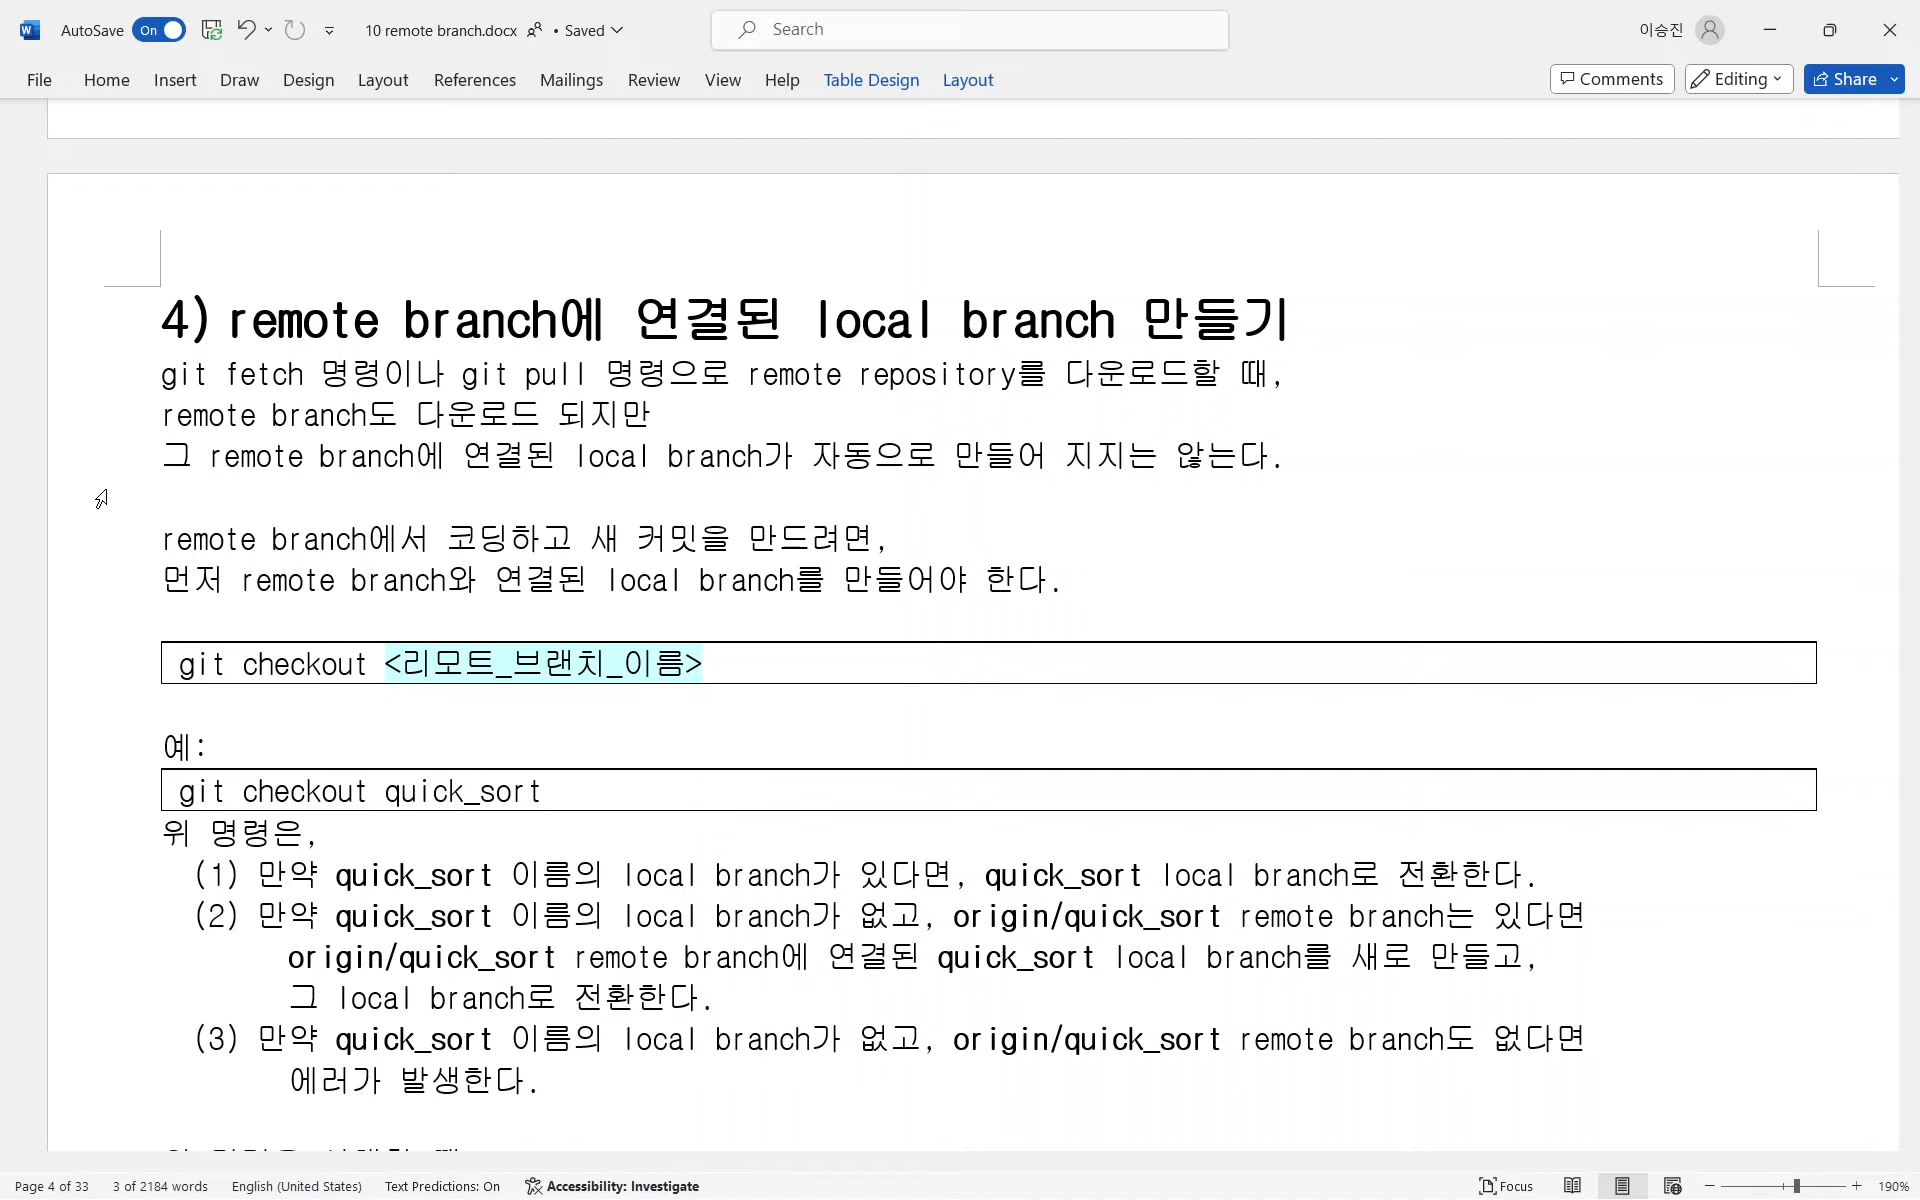 AutoSave On 10 remote branch.docx • Saved Search 이승진
File Home Insert Draw Design Layout References Mailings Review View Help Table Design Layout Comments Editing Share
4) remote branch에 연결된 local branch 만들기
git fetch 명령이나 git pull 명령으로 remote repository를 다운로드할 때,
remote branch도 다운로드 되지만
그 remote branch에 연결된 local branch가 자동으로 만들어 지지는 않는다.
remote branch에서 코딩하고 새 커밋을 만드려면,
먼저 remote branch와 연결된 local branch를 만들어야 한다.
git checkout <리모트_브랜치_이름>
예:
git checkout quick_sort
위 명령은,
(1) 만약 quick_sort 이름의 local branch가 있다면, quick_sort local branch로 전환한다.
(2) 만약 quick_sort 이름의 local branch가 없고, origin/quick_sort remote branch는 있다면
origin/quick_sort remote branch에 연결된 quick_sort local branch를 새로 만들고,
그 local branch로 전환한다.
(3) 만약 quick_sort 이름의 local branch가 없고, origin/quick_sort remote branch도 없다면
에러가 발생한다.
Page 4 of 33 3 of 2184 words English (United States) Text Predictions: On Accessibility: Investigate Focus 190%